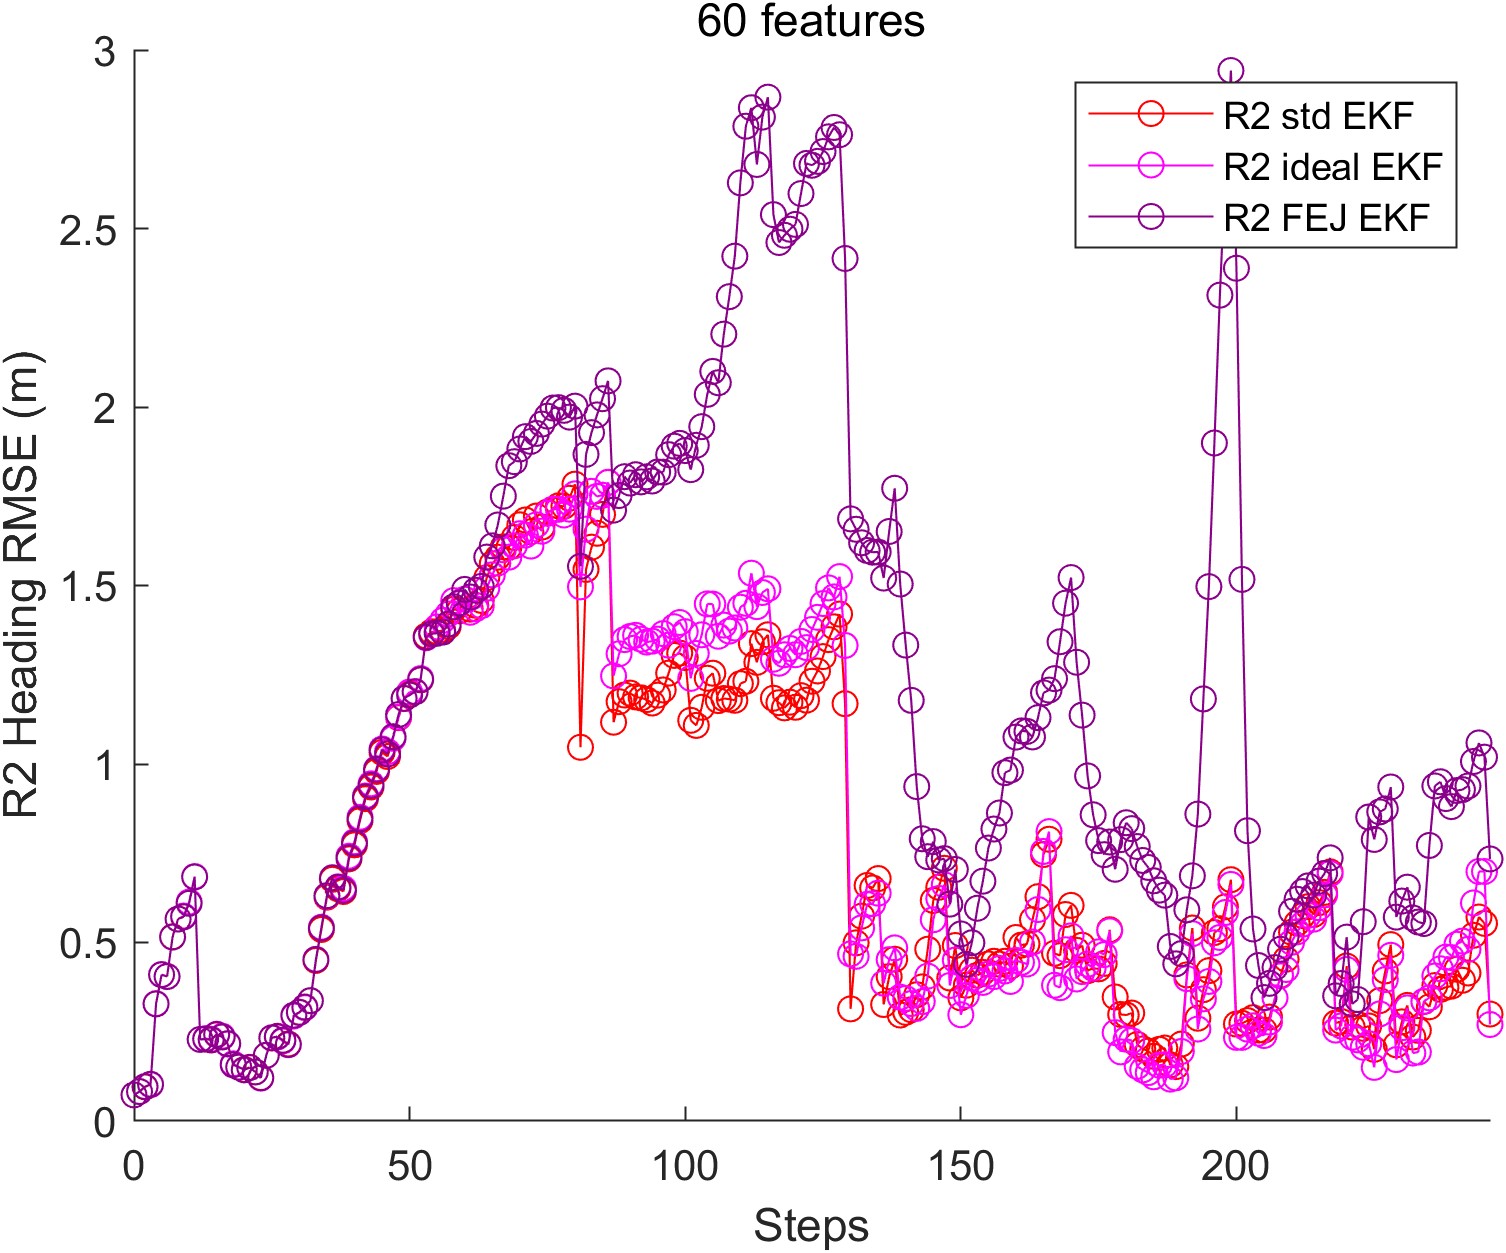 60 features
R2 Heading RMSE (m)
3
2.5
2
1.5
1
0.5
0
R2 std EKF
R2 ideal EKF
R2 FEJ EKF
0 50 100 150 200
Steps